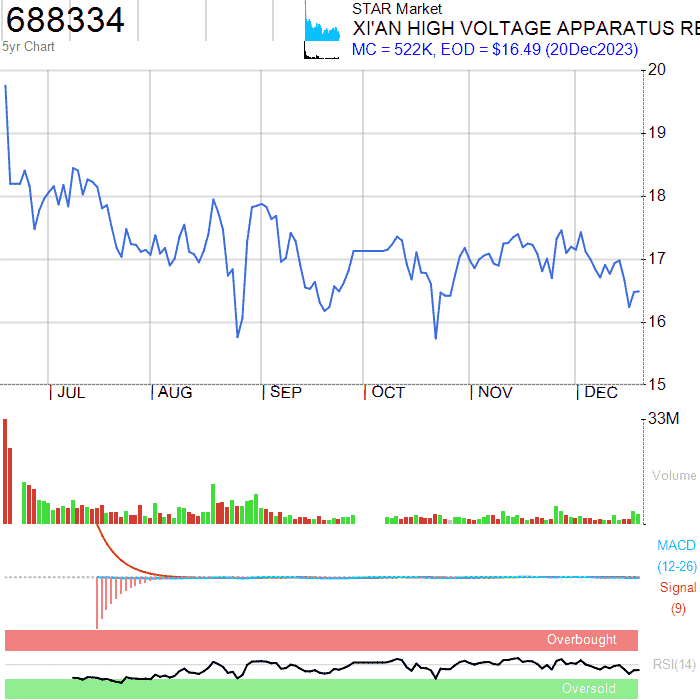 688334
5yr Chart
STAR Market
XI'AN HIGH VOLTAGE APPARATUS RE
MC = 522K, EOD = $16.49 (20Dec2023)
20
19
18
17
16
15
JUL AUG SEP OCT NOV DEC
33M
Volume
MACD
(12-26)
Signal
(9)
Overbought
RSI(14)
Oversold